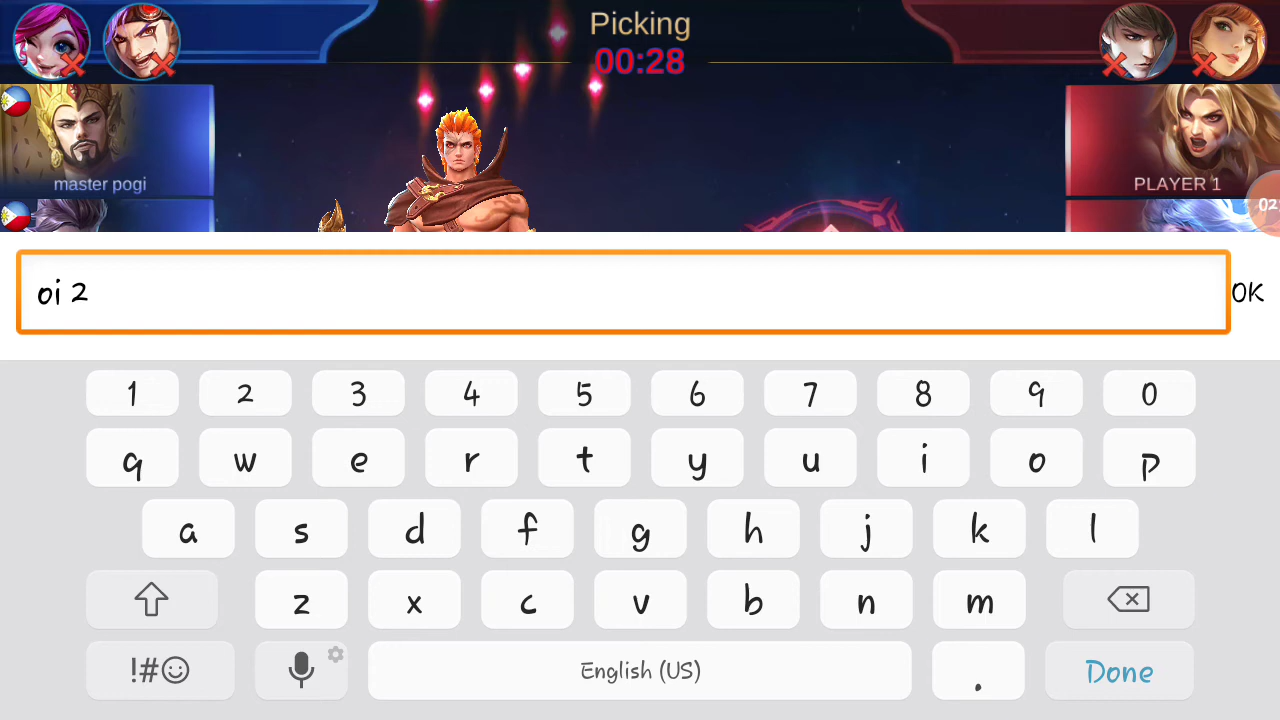 Picking
00:28
master pogi
PLAYER 1
02
oi 2
OK
1 2 3 4 5 6 7 8 9 0
q w e r t y u i o p
a s d f g h j k l
z x c v b n m
!#☺ English (US) . Done